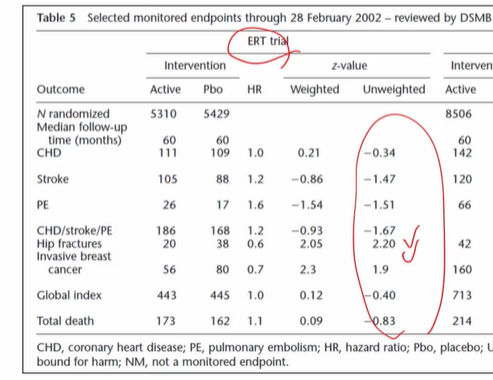 Table 5 Selected monitored endpoints through 28 February 2002 – reviewed by DSMB
ERT trial
Intervention z-value
Outcome Active Pbo HR Weighted Unweighted Active
N randomized 5310 5429 8506
Median follow-up
time (months) 60 60 60
CHD 111 109 1.0 0.21 −0.34 142
Stroke 105 88 1.2 −0.86 −1.47 120
PE 26 17 1.6 −1.54 −1.51 66
CHD/stroke/PE 186 168 1.2 −0.93 −1.67
Hip fractures 20 38 0.6 2.05 2.20 42
Invasive breast
cancer 56 80 0.7 2.3 1.9 160
Global index 443 445 1.0 0.12 −0.40 713
Total death 173 162 1.1 0.09 −0.83 214
CHD, coronary heart disease; PE, pulmonary embolism; HR, hazard ratio; Pbo, placebo;
bound for harm; NM, not a monitored endpoint.